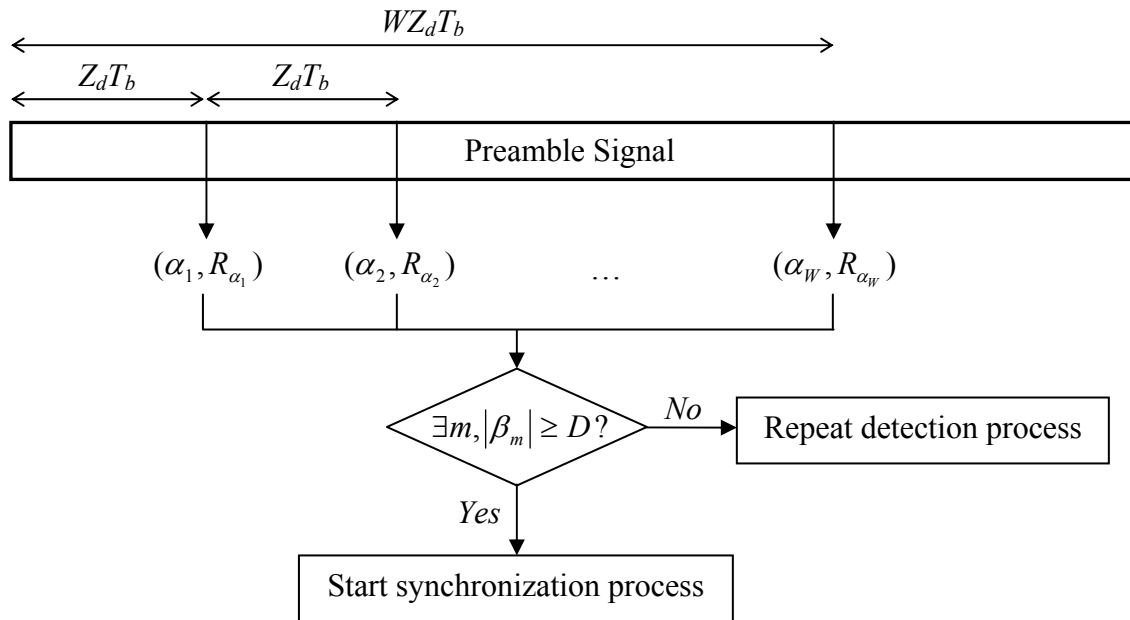 WZ_dT_b
Z_dT_b Z_dT_b
Preamble Signal
(α_1, R_{α_1}) (α_2, R_{α_2}) … (α_W, R_{α_W})
∃m, |β_m| ≥ D? No Repeat detection process
Yes
Start synchronization process